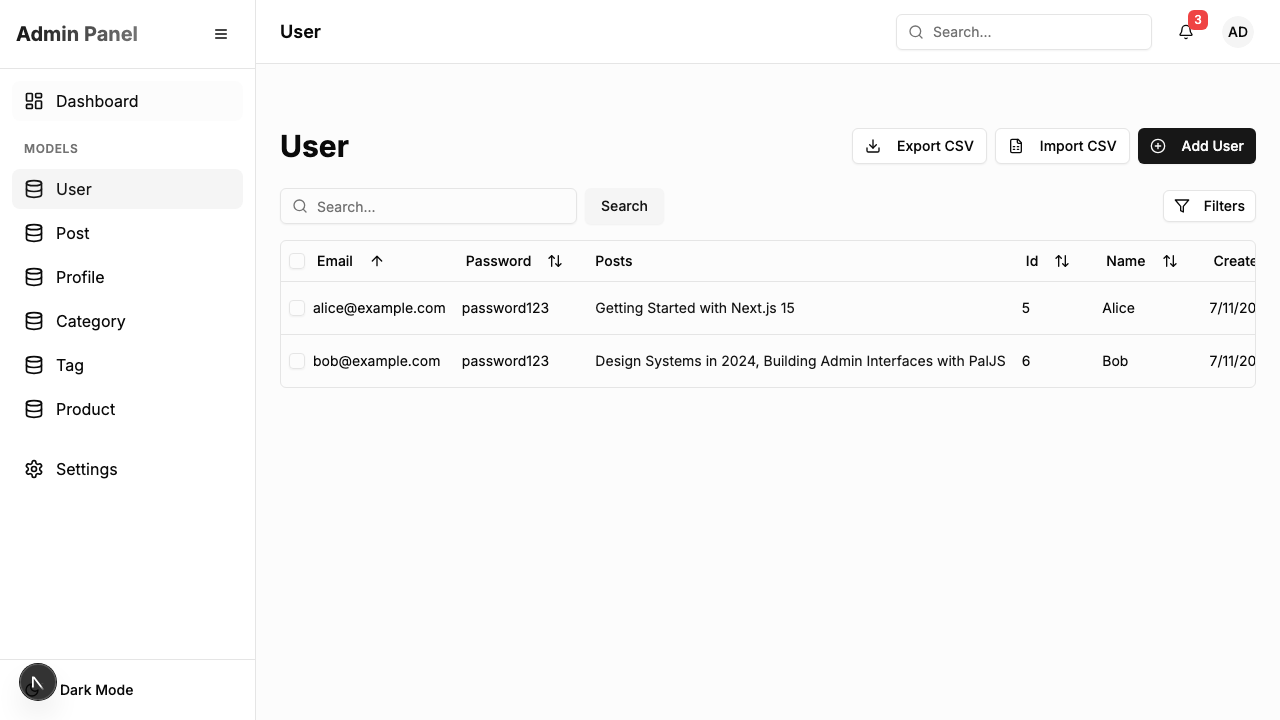 Admin Panel
User
Search...
3
AD
Dashboard
MODELS
User
Post
Profile
Category
Tag
Product
Settings
Dark Mode
User
Export CSV
Import CSV
Add User
Search...
Search
Filters
Email Password Posts Id Name Create
alice@example.com password123 Getting Started with Next.js 15 5 Alice 7/11/20
bob@example.com password123 Design Systems in 2024, Building Admin Interfaces with PalJS 6 Bob 7/11/20